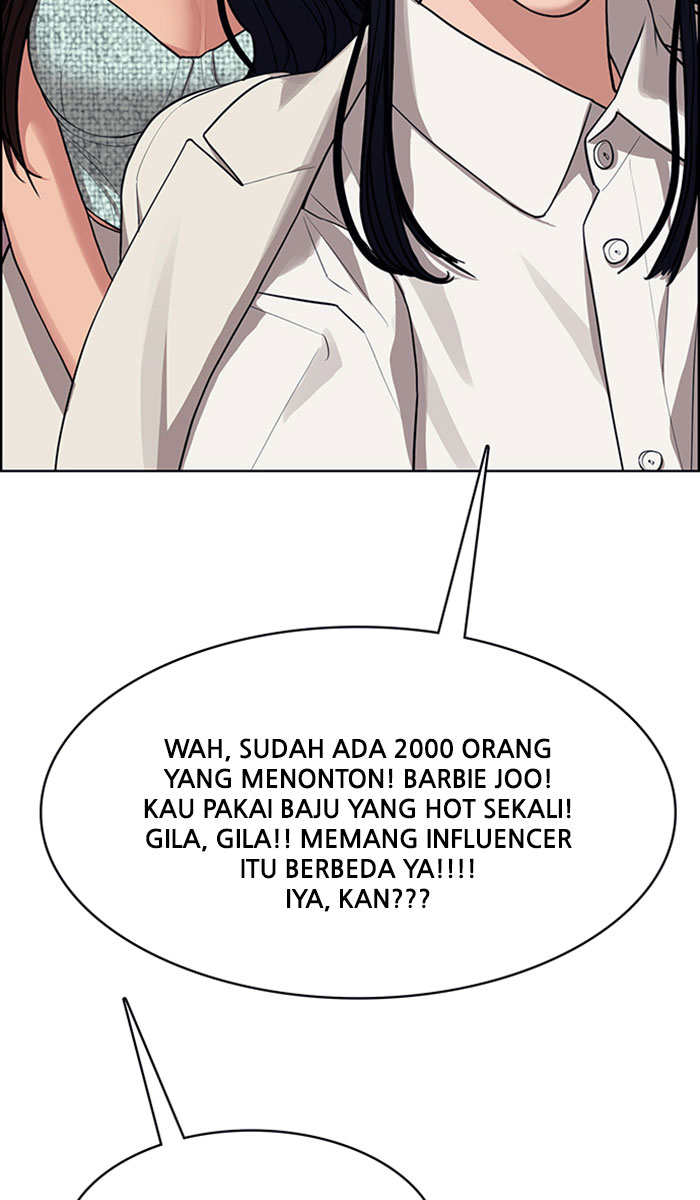 WAH, SUDAH ADA 2000 ORANG
YANG MENONTON! BARBIE JOO!
KAU PAKAI BAJU YANG HOT SEKALI!
GILA, GILA!! MEMANG INFLUENCER
ITU BERBEDA YA!!!!
IYA, KAN???